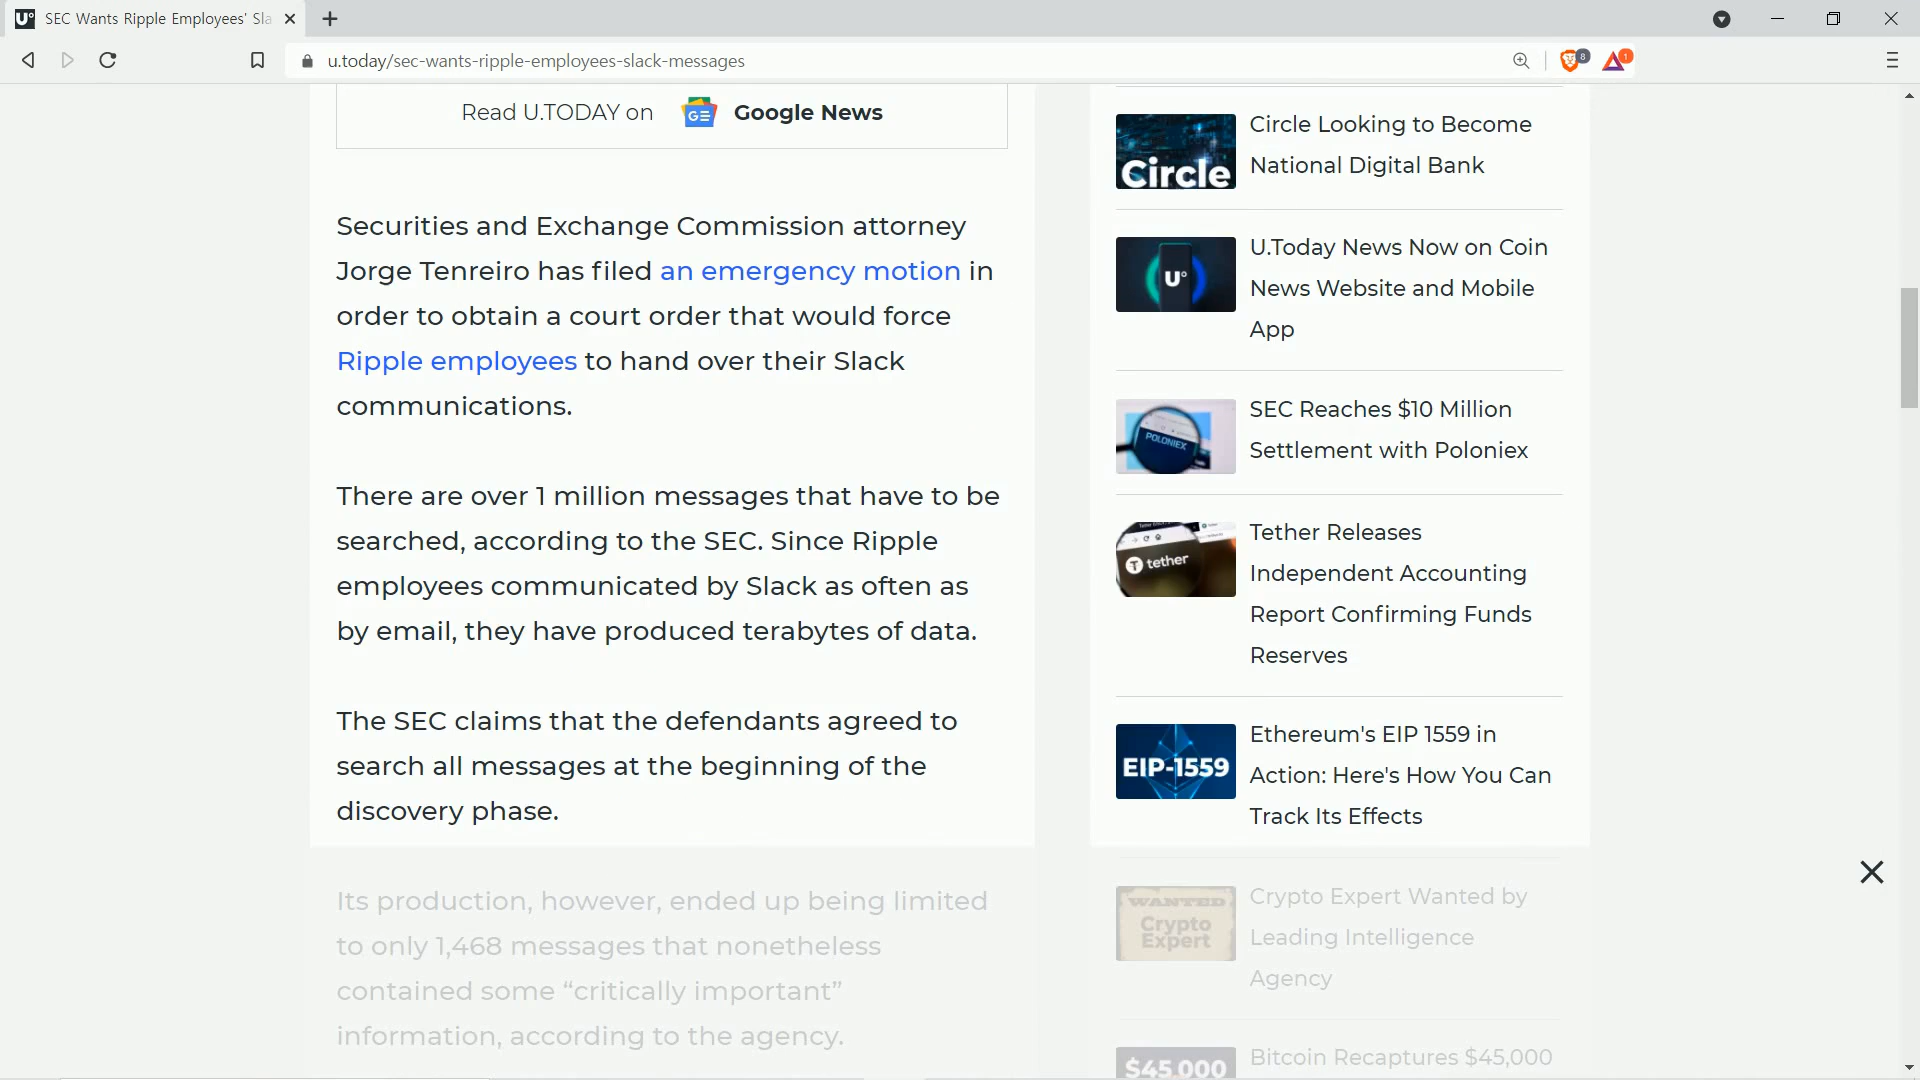 SEC Wants Ripple Employees' Sla
u.today/sec-wants-ripple-employees-slack-messages
8
1
Read U.TODAY on GE Google News
Securities and Exchange Commission attorney
Jorge Tenreiro has filed an emergency motion in
order to obtain a court order that would force
Ripple employees to hand over their Slack
communications.
There are over 1 million messages that have to be
searched, according to the SEC. Since Ripple
employees communicated by Slack as often as
by email, they have produced terabytes of data.
The SEC claims that the defendants agreed to
search all messages at the beginning of the
discovery phase.
Its production, however, ended up being limited
to only 1,468 messages that nonetheless
contained some “critically important”
information, according to the agency.
Circle
Circle Looking to Become
National Digital Bank
U°
U.Today News Now on Coin
News Website and Mobile
App
POLONIEX
SEC Reaches $10 Million
Settlement with Poloniex
tether
Tether Releases
Independent Accounting
Report Confirming Funds
Reserves
EIP-1559
Ethereum's EIP 1559 in
Action: Here's How You Can
Track Its Effects
WANTED
Crypto
Expert
Crypto Expert Wanted by
Leading Intelligence
Agency
$45,000
Bitcoin Recaptures $45,000